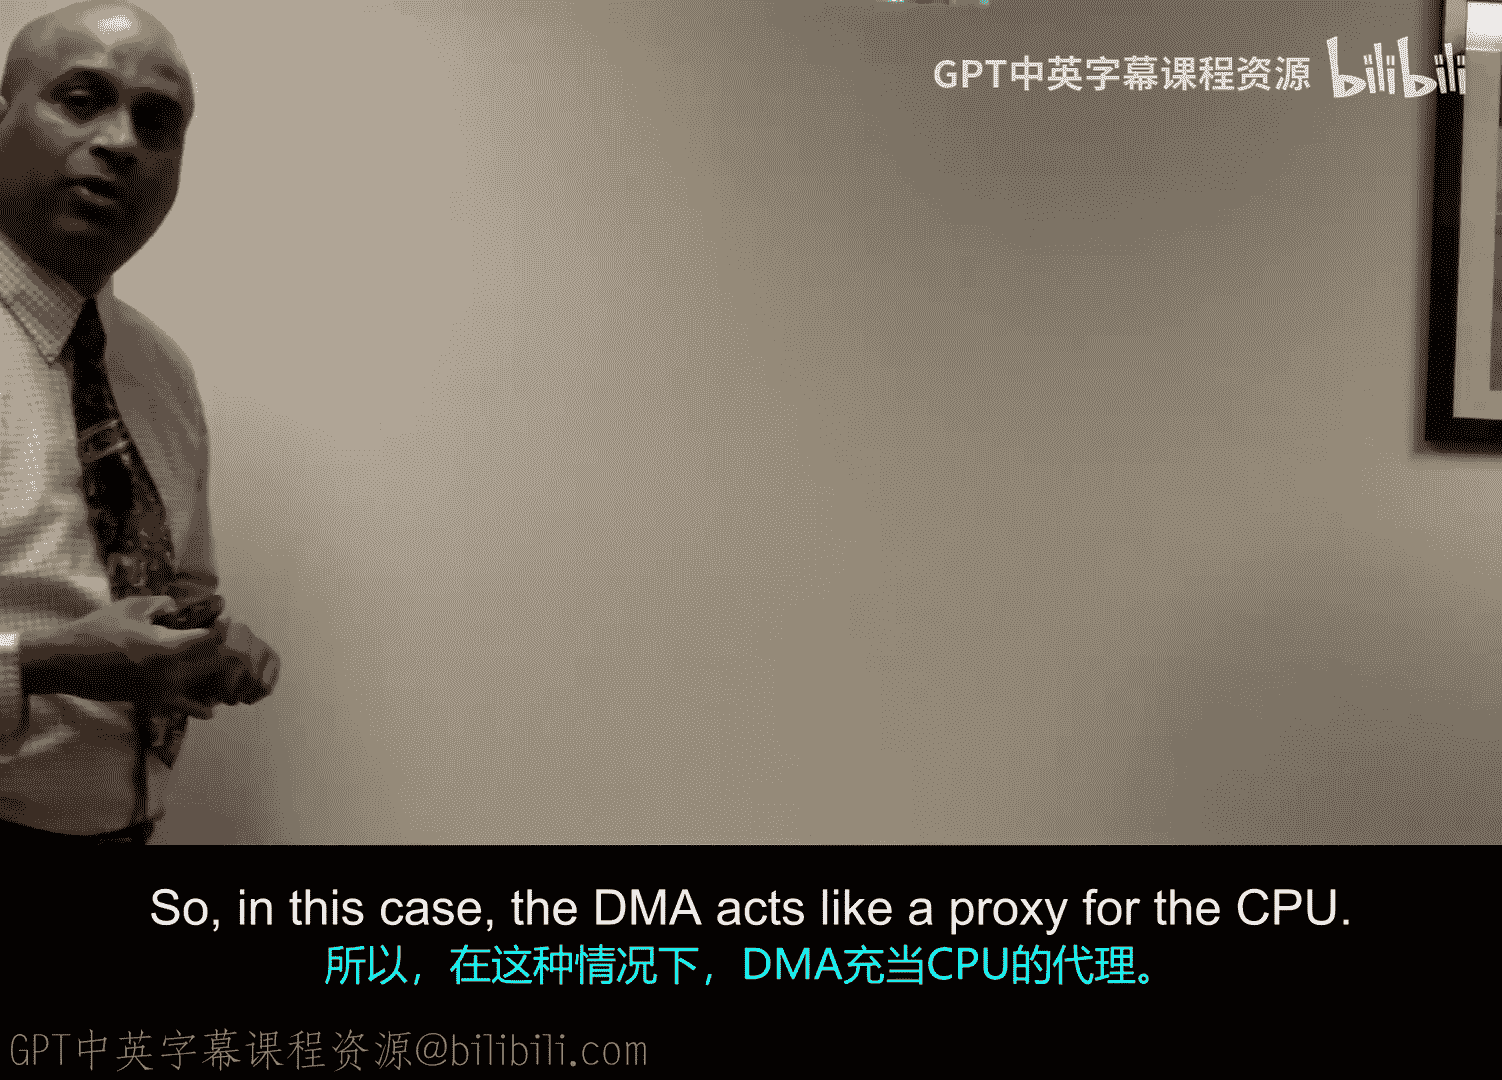 GPT中英字幕课程资源 bilibili
So, in this case, the DMA acts like a proxy for the CPU.
所以，在这种情况下，DMA充当CPU的代理。
GPT中英字幕课程资源@bilibili.com